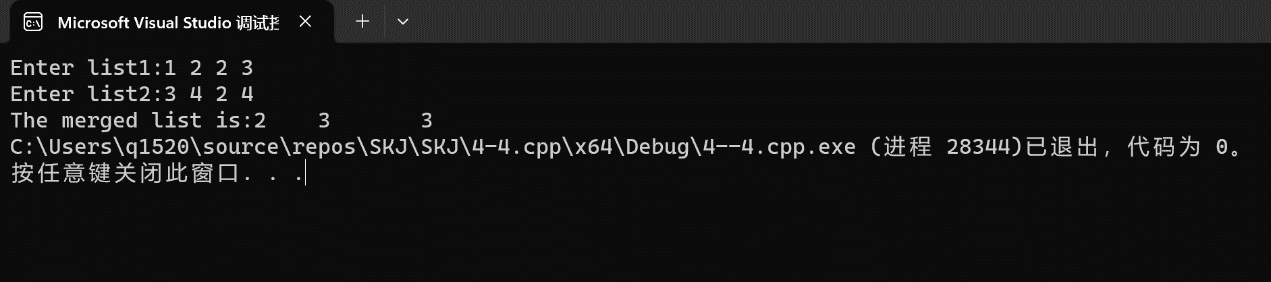 Microsoft Visual Studio 调试
Enter list1:1 2 2 3
Enter list2:3 4 2 4
The merged list is:2    3       3
C:\Users\q1520\source\repos\SKJ\SKJ\4-4.cpp\x64\Debug\4--4.cpp.exe (进程 28344)已退出，代码为 0。
按任意键关闭此窗口. . .